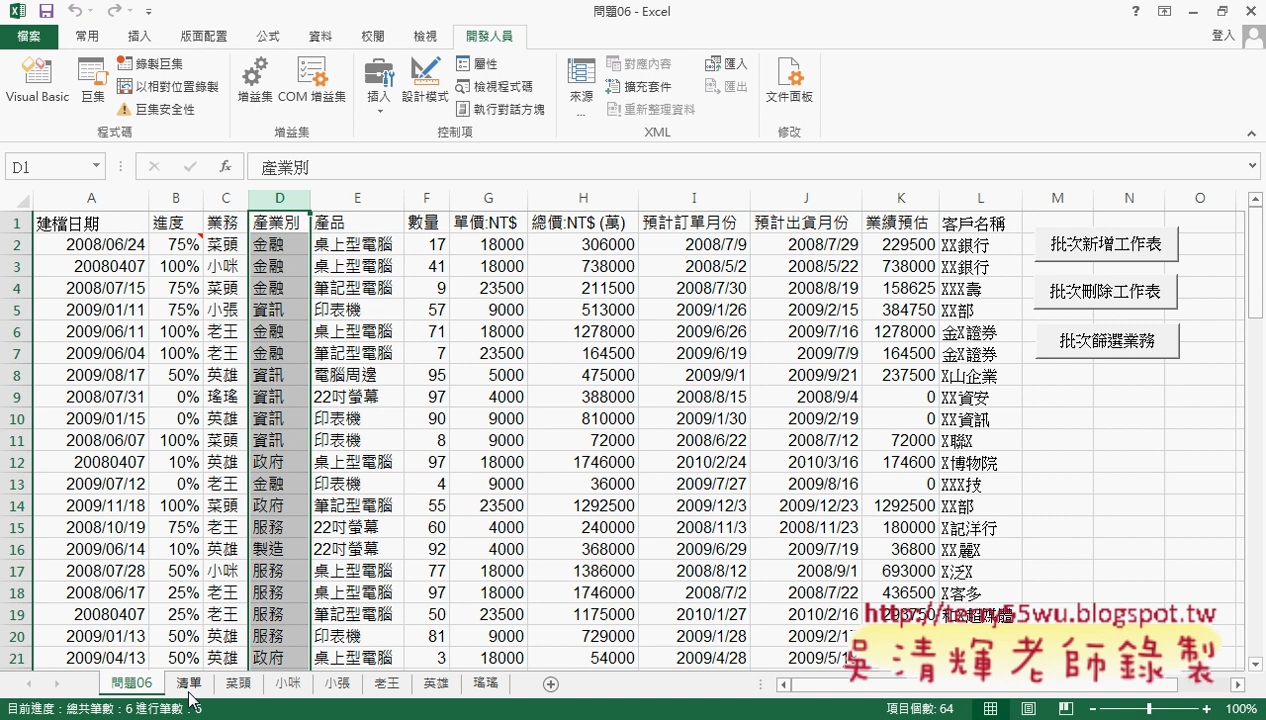 問題06 - Excel
檔案 常用 插入 版面配置 公式 資料 校閱 檢視 開發人員 登入
Visual Basic 巨集 錄製巨集 以相對位置錄製 巨集安全性 程式碼
增益集 COM 增益集 增益集
插入 設計模式 屬性 檢視程式碼 執行對話方塊 控制項
來源... 對應內容 擴充套件 重新整理資料 匯入 匯出 XML
文件面板 修改
D1 fx 產業別
A B C D E F G H I J K L M N O
1 建檔日期 進度 業務 產業別 產品 數量 單價:NT$ 總價:NT$ (萬) 預計訂單月份 預計出貨月份 業績預估 客戶名稱
2 2008/06/24 75% 菜頭 金融 桌上型電腦 17 18000 306000 2008/7/9 2008/7/29 229500 XX銀行
3 20080407 100% 小咪 金融 桌上型電腦 41 18000 738000 2008/5/2 2008/5/22 738000 XX銀行
4 2008/07/15 75% 菜頭 金融 筆記型電腦 9 23500 211500 2008/7/30 2008/8/19 158625 XXX壽
5 2009/01/11 75% 小張 資訊 印表機 57 9000 513000 2009/1/26 2009/2/15 384750 XX部
6 2009/06/11 100% 老王 金融 桌上型電腦 71 18000 1278000 2009/6/26 2009/7/16 1278000 金X證券
7 2009/06/04 100% 老王 金融 筆記型電腦 7 23500 164500 2009/6/19 2009/7/9 164500 金X證券
8 2009/08/17 50% 英雄 資訊 電腦周邊 95 5000 475000 2009/9/1 2009/9/21 237500 X山企業
9 2008/07/31 0% 瑤瑤 資訊 22吋螢幕 97 4000 388000 2008/8/15 2008/9/4 0 XX資安
10 2009/01/15 0% 英雄 資訊 印表機 90 9000 810000 2009/1/30 2009/2/19 0 XX資訊
11 2008/06/07 100% 菜頭 資訊 印表機 8 9000 72000 2008/6/22 2008/7/12 72000 X聯X
12 20080407 10% 英雄 政府 桌上型電腦 97 18000 1746000 2010/2/24 2010/3/16 174600 X博物院
13 2009/07/12 0% 老王 金融 印表機 4 9000 36000 2009/7/27 2009/8/16 0 XXX技
14 2009/11/18 100% 菜頭 政府 筆記型電腦 55 23500 1292500 2009/12/3 2009/12/23 1292500 XX部
15 2008/10/19 75% 老王 服務 22吋螢幕 60 4000 240000 2008/11/3 2008/11/23 180000 X記洋行
16 2009/06/14 10% 英雄 製造 22吋螢幕 92 4000 368000 2009/6/29 2009/7/19 36800 XX麗X
17 2008/07/28 50% 小咪 服務 桌上型電腦 77 18000 1386000 2008/8/12 2008/9/1 693000 X泛X
18 2008/06/17 25% 老王 服務 桌上型電腦 97 18000 1746000 2008/7/2 2008/7/22 436500 X客多
19 20080407 25% 老王 服務 筆記型電腦 50 23500 1175000 2010/1/27 2010/2/16
20 2009/01/13 50% 英雄 服務 印表機 81 9000 729000 2009/1/28
21 2009/04/13 50% 英雄 政府 桌上型電腦 3 18000 54000 2009/4/28
批次新增工作表
批次刪除工作表
批次篩選業務
http://terry55wu.blogspot.tw
吳清輝老師錄製
問題06 清單 菜頭 小咪 小張 老王 英雄 瑤瑤
目前進度：總共筆數：6 進行筆數：6 項目個數: 64 100%